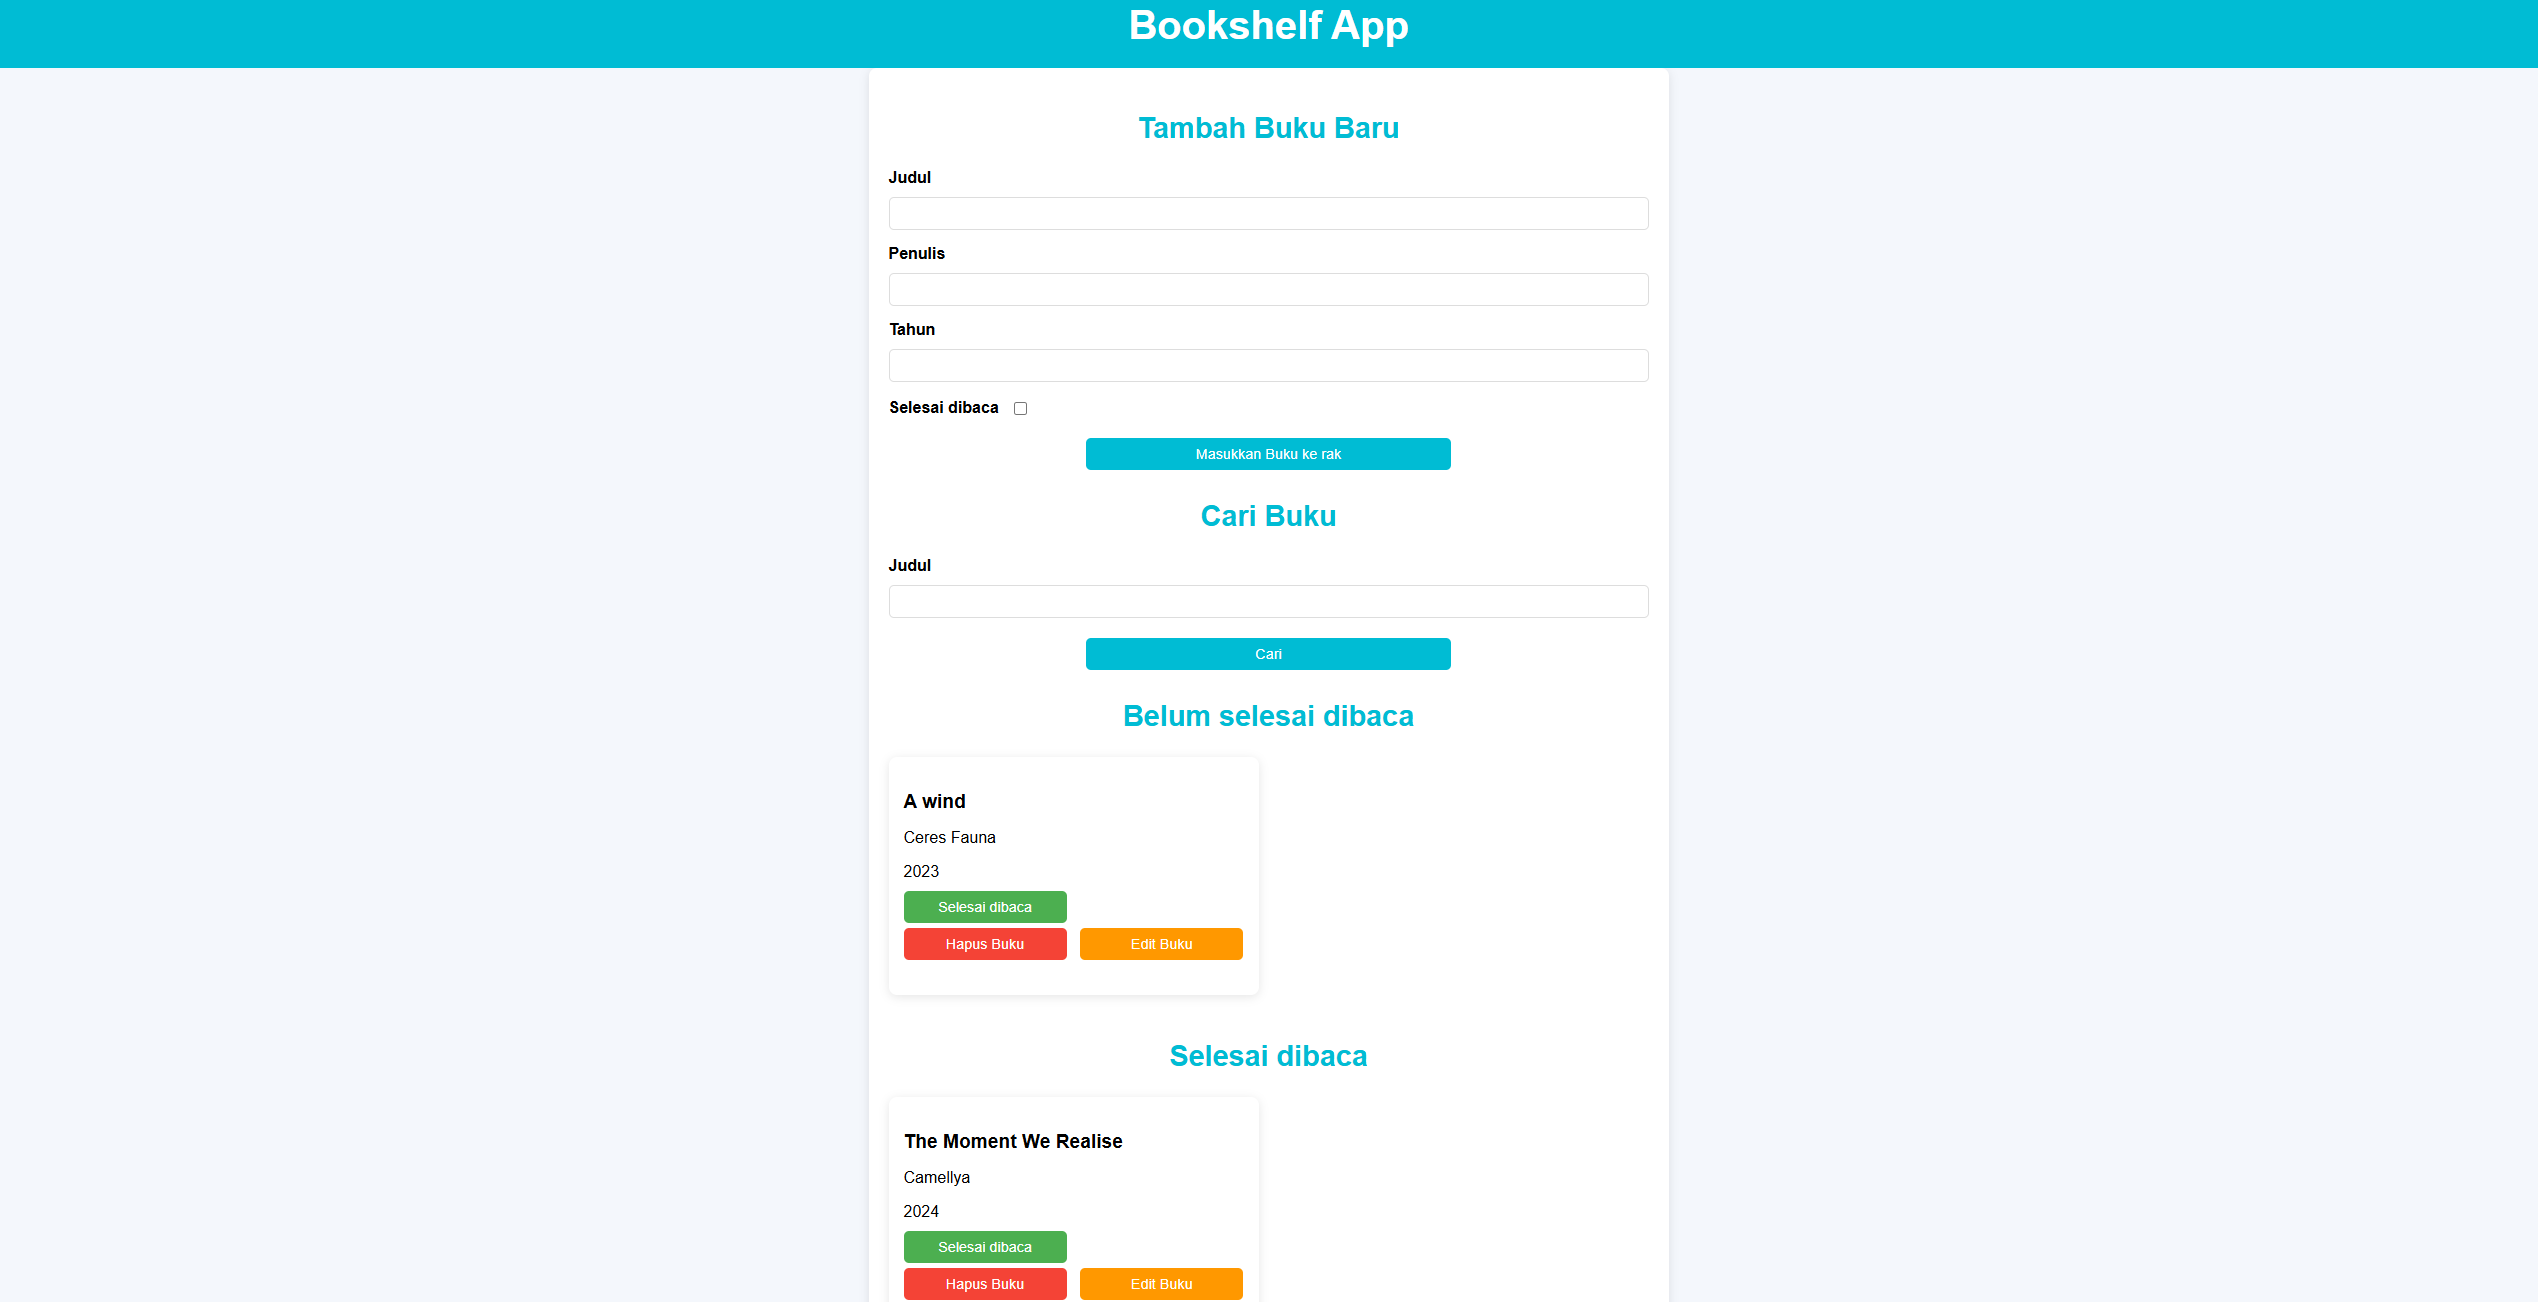 Bookshelf App
Tambah Buku Baru
Judul
Penulis
Tahun
Selesai dibaca
Masukkan Buku ke rak
Cari Buku
Judul
Cari
Belum selesai dibaca
A wind
Ceres Fauna
2023
Selesai dibaca
Hapus Buku Edit Buku
Selesai dibaca
The Moment We Realise
Camellya
2024
Selesai dibaca
Hapus Buku Edit Buku